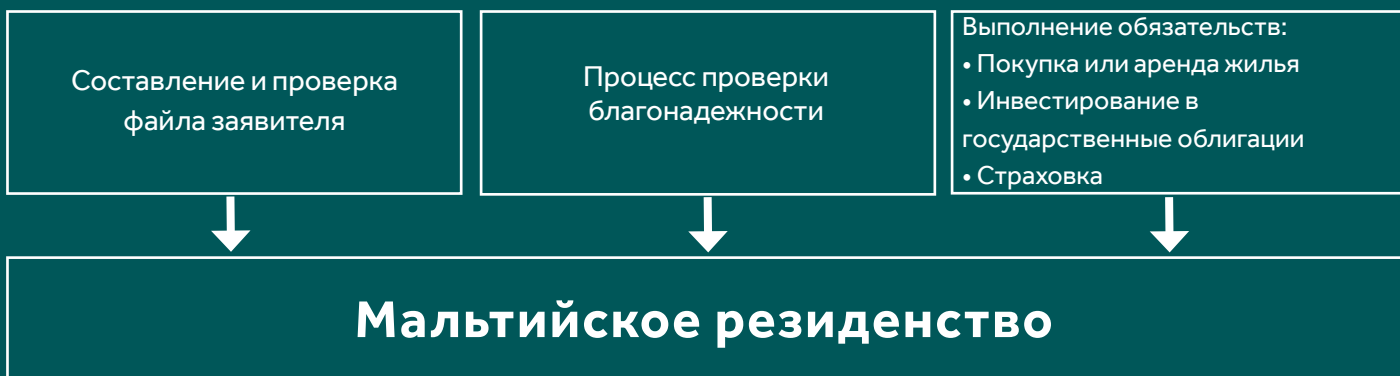 Составление и проверка
файла заявителя
Процесс проверки
благонадежности
Выполнение обязательств:
• Покупка или аренда жилья
• Инвестирование в
государственные облигации
• Страховка
Мальтийское резиденство